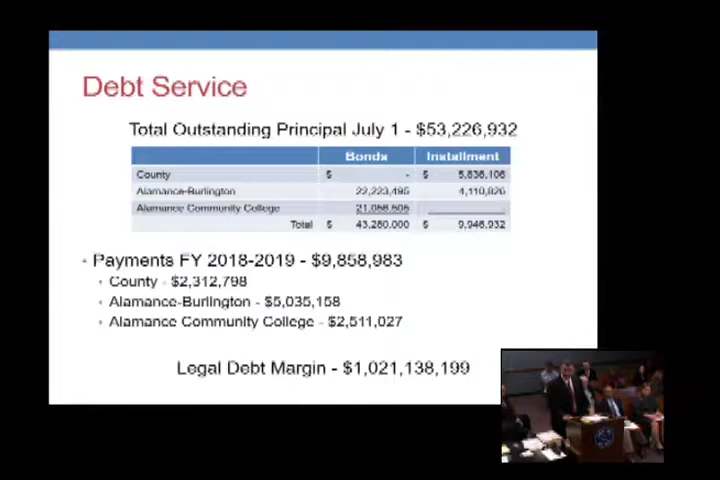 Debt Service
Total Outstanding Principal July 1 - $53,226,932
Bonds Installment
County $ - $ 5,836,106
Alamance-Burlington 22,223,495 4,110,826
Alamance Community College 21,056,505
Total $ 43,280,000 $ 9,946,932
• Payments FY 2018-2019 - $9,858,983
• County - $2,312,798
• Alamance-Burlington - $5,035,158
• Alamance Community College - $2,511,027
Legal Debt Margin - $1,021,138,199